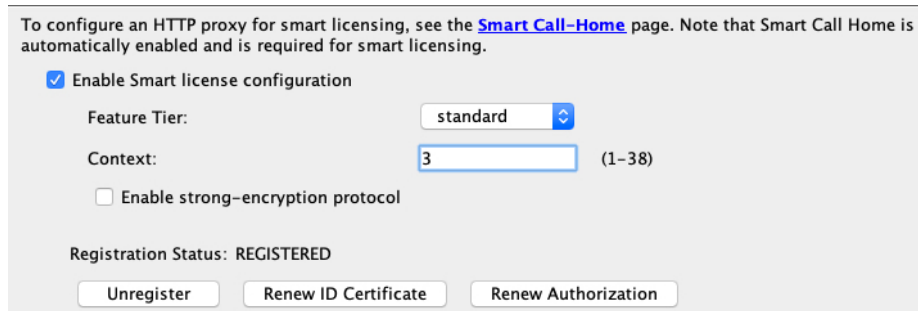 To configure an HTTP proxy for smart licensing, see the Smart Call-Home page. Note that Smart Call Home is
automatically enabled and is required for smart licensing.
Enable Smart license configuration
Feature Tier: standard
Context: 3 (1-38)
Enable strong-encryption protocol
Registration Status: REGISTERED
Unregister Renew ID Certificate Renew Authorization